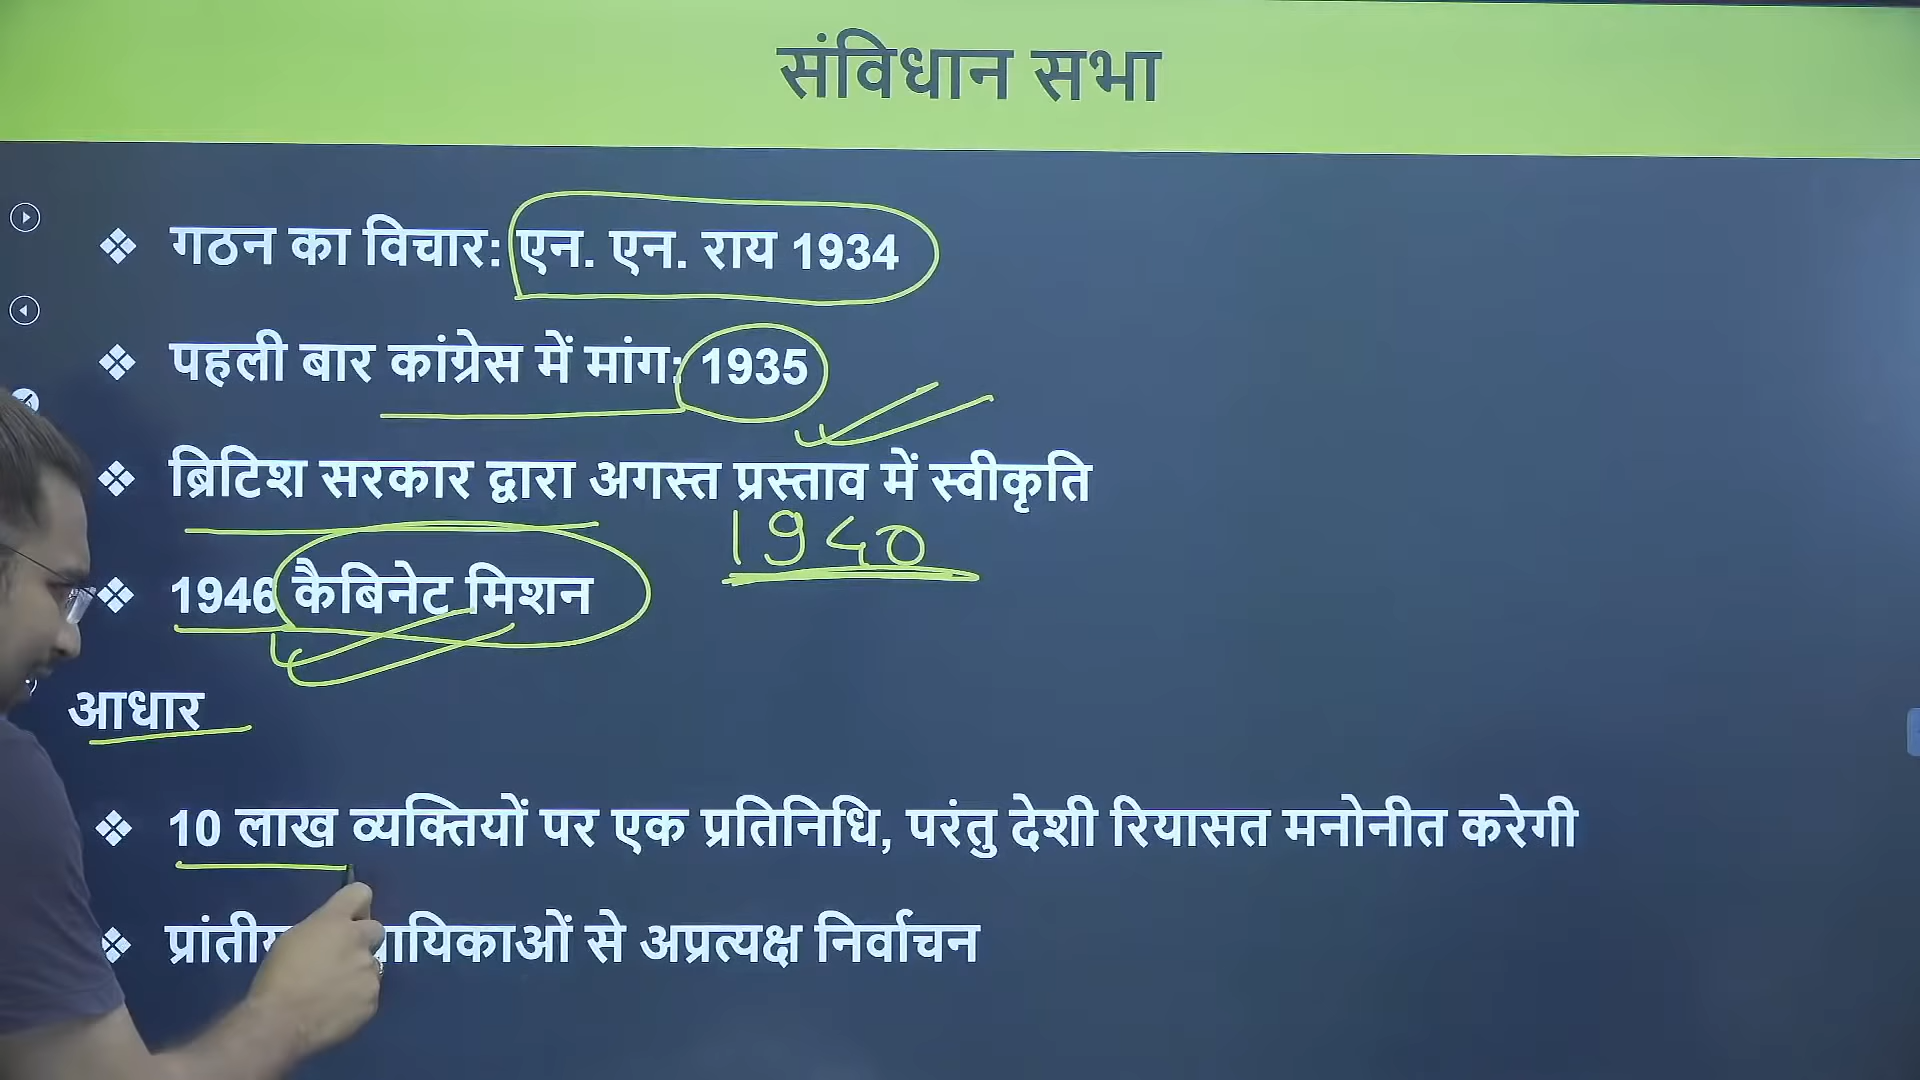 संविधान सभा
❖ गठन का विचार: एन. एन. राय 1934
❖ पहली बार कांग्रेस में मांग: 1935
❖ ब्रिटिश सरकार द्वारा अगस्त प्रस्ताव में स्वीकृति
1940
❖ 1946 कैबिनेट मिशन
आधार
❖ 10 लाख व्यक्तियों पर एक प्रतिनिधि, परंतु देशी रियासत मनोनीत करेगी
❖ से अप्रत्यक्ष निर्वाचन